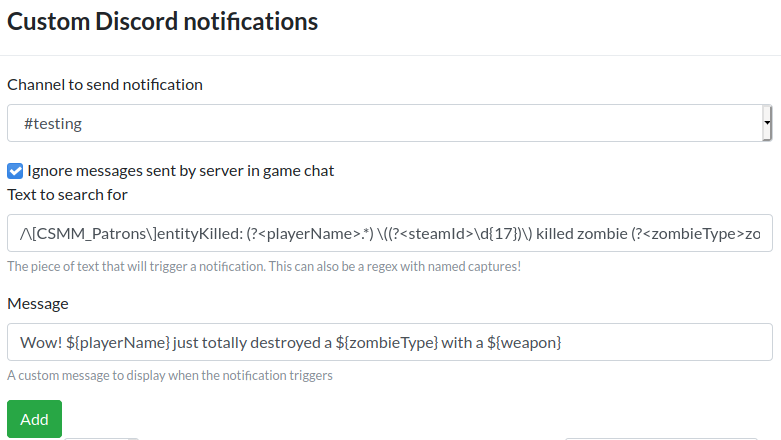 Custom Discord notifications
Channel to send notification
#testing
Ignore messages sent by server in game chat
Text to search for
/\[CSMM_Patrons\]entityKilled: (?<playerName>.*) \((?<steamId>\d{17})\) killed zombie (?<zombieType>zo
The piece of text that will trigger a notification. This can also be a regex with named captures!
Message
Wow! ${playerName} just totally destroyed a ${zombieType} with a ${weapon}
A custom message to display when the notification triggers
Add